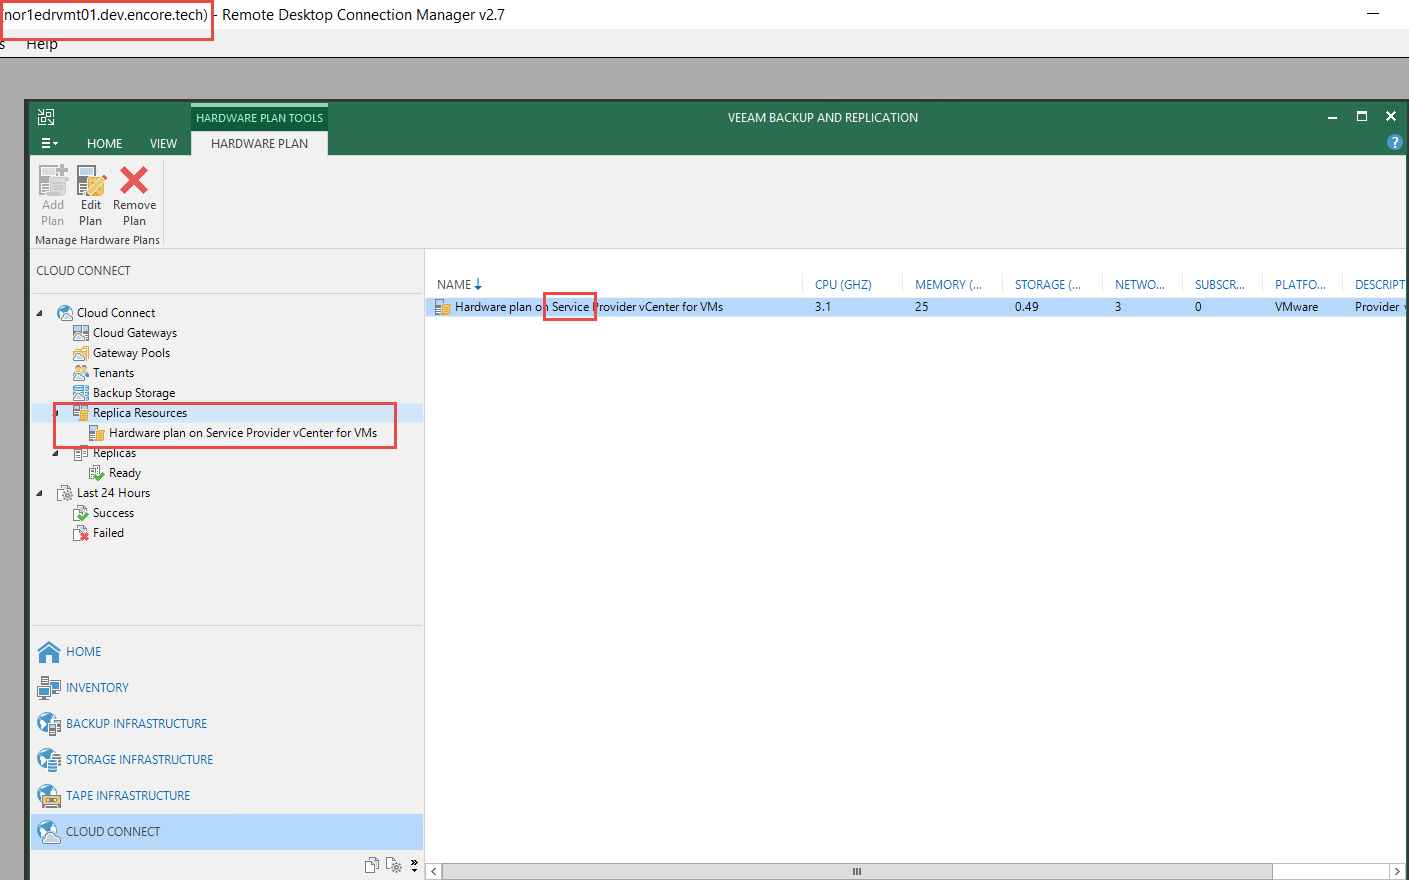 (nor1edrvmt01.dev.encore.tech) - Remote Desktop Connection Manager v2.7
s Help
HARDWARE PLAN TOOLS
VEEAM BACKUP AND REPLICATION
HOME VIEW HARDWARE PLAN
?
Add Plan
Edit Plan
Remove Plan
Manage Hardware Plans
CLOUD CONNECT
Cloud Connect
Cloud Gateways
Gateway Pools
Tenants
Backup Storage
Replica Resources
Hardware plan on Service Provider vCenter for VMs
Replicas
Ready
Last 24 Hours
Success
Failed
HOME
INVENTORY
BACKUP INFRASTRUCTURE
STORAGE INFRASTRUCTURE
TAPE INFRASTRUCTURE
CLOUD CONNECT
NAME CPU (GHZ) MEMORY (... STORAGE (... NETWO... SUBSCR... PLATFO... DESCRIPT
Hardware plan on Service Provider vCenter for VMs 3.1 25 0.49 3 0 VMware Provider